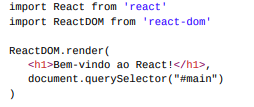 import React from 'react'
import ReactDOM from 'react-dom'

ReactDOM.render(
   <h1>Bem-vindo ao React!</h1>,
   document.querySelector("#main")
)